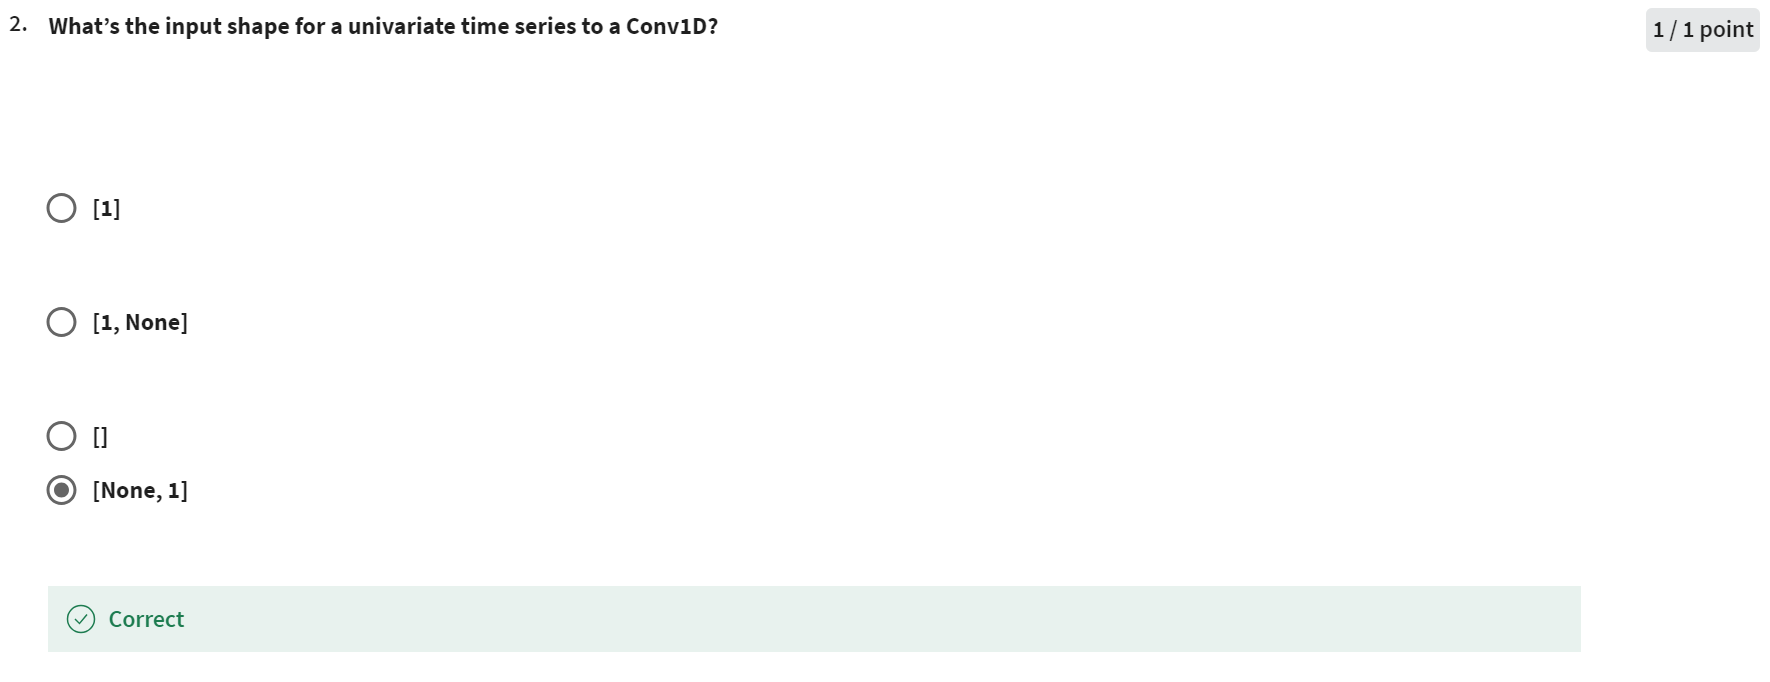 2. What’s the input shape for a univariate time series to a Conv1D?
1 / 1 point
[1]
[1, None]
[]
[None, 1]
Correct